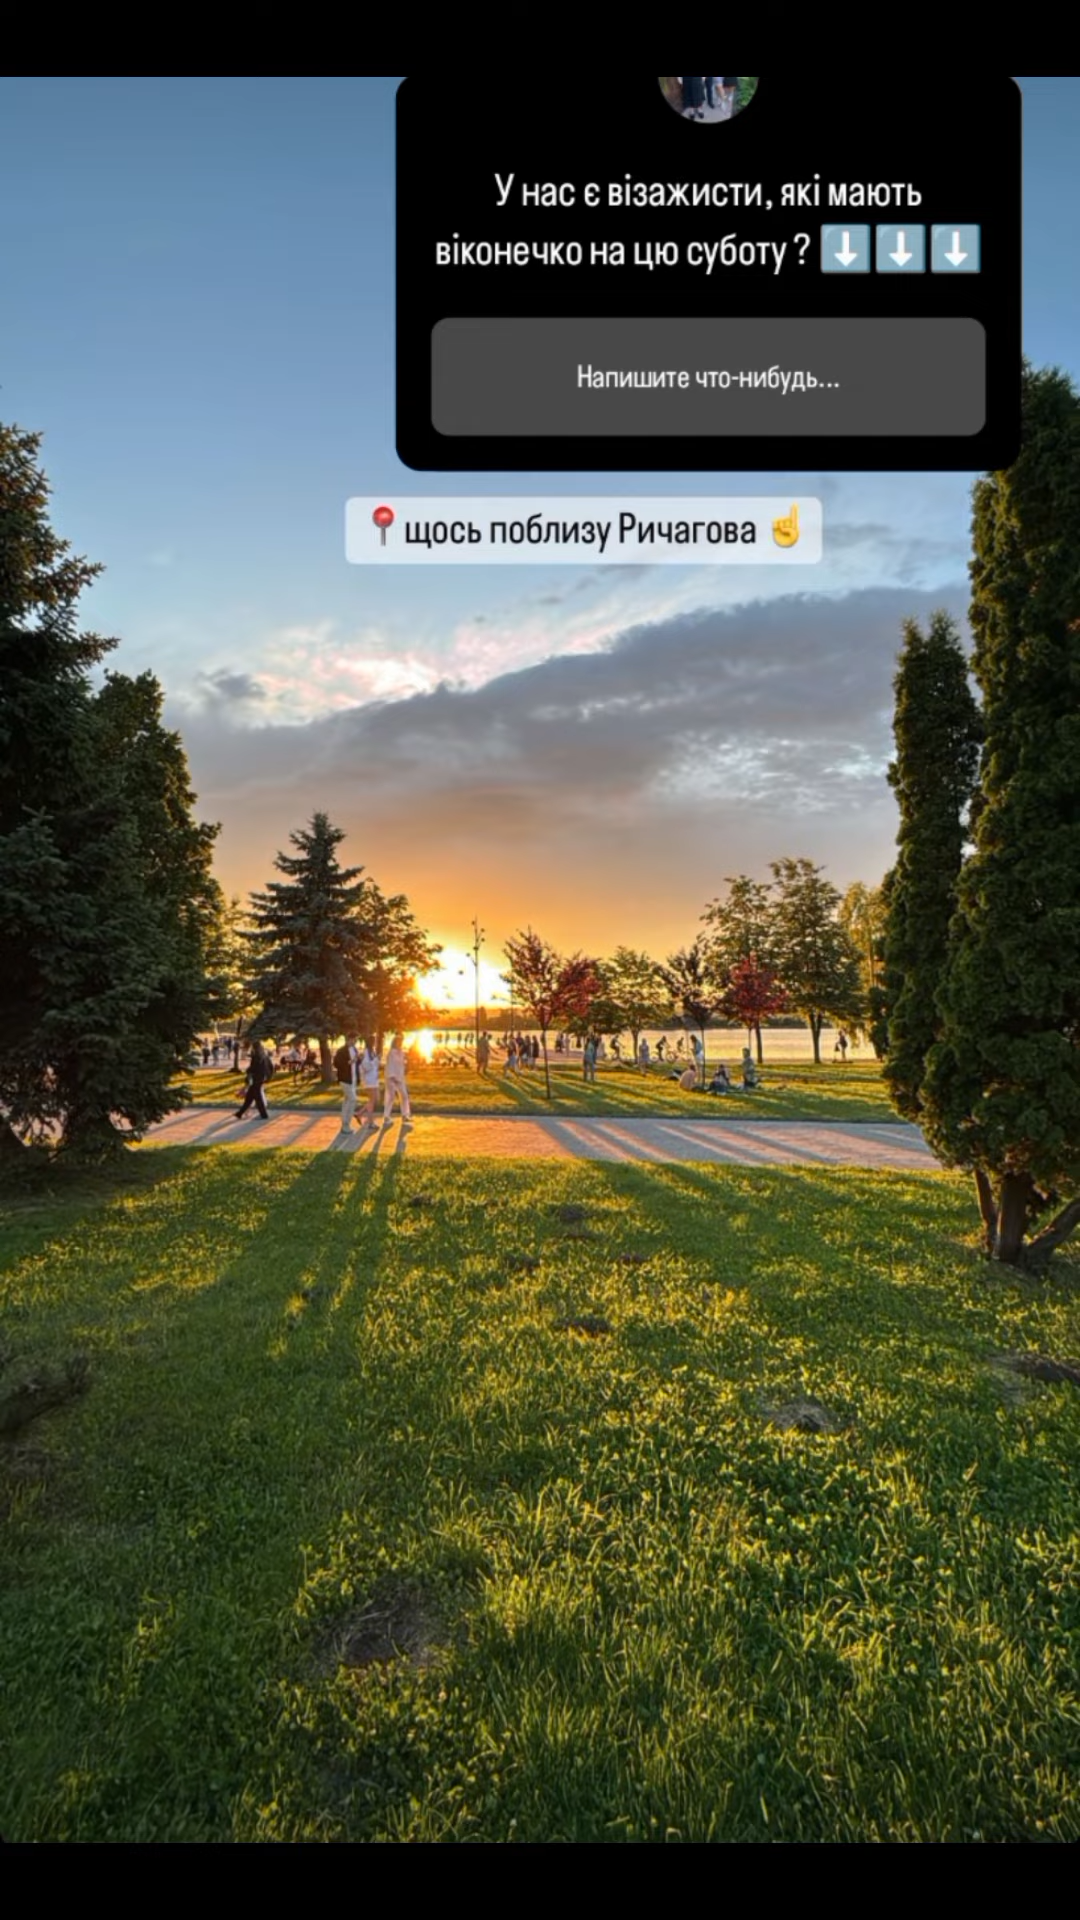 У нас є візажисти, які мають
віконечко на цю суботу ? ⬇️⬇️⬇️
Напишите что-нибудь...
📍щось поблизу Ричагова ☝️